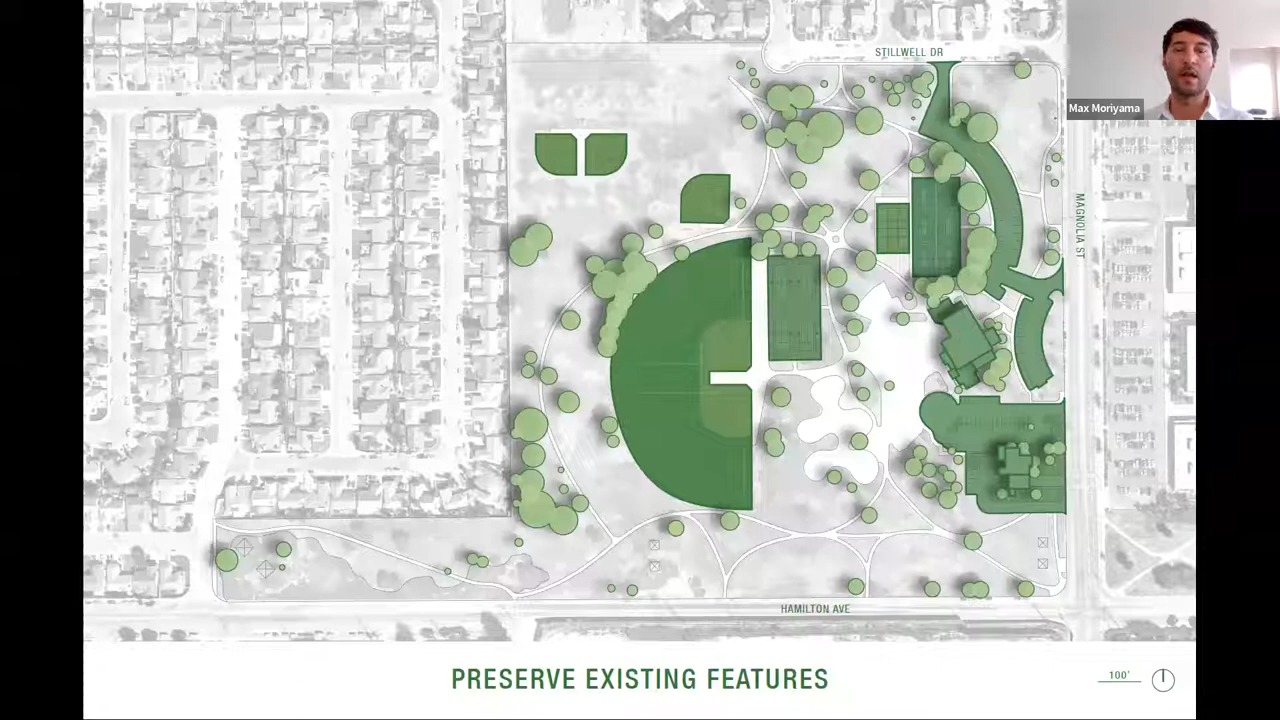 STILLWELL DR
Max Moriyama
MAGNOLIA ST
HAMILTON AVE
PRESERVE EXISTING FEATURES
100'